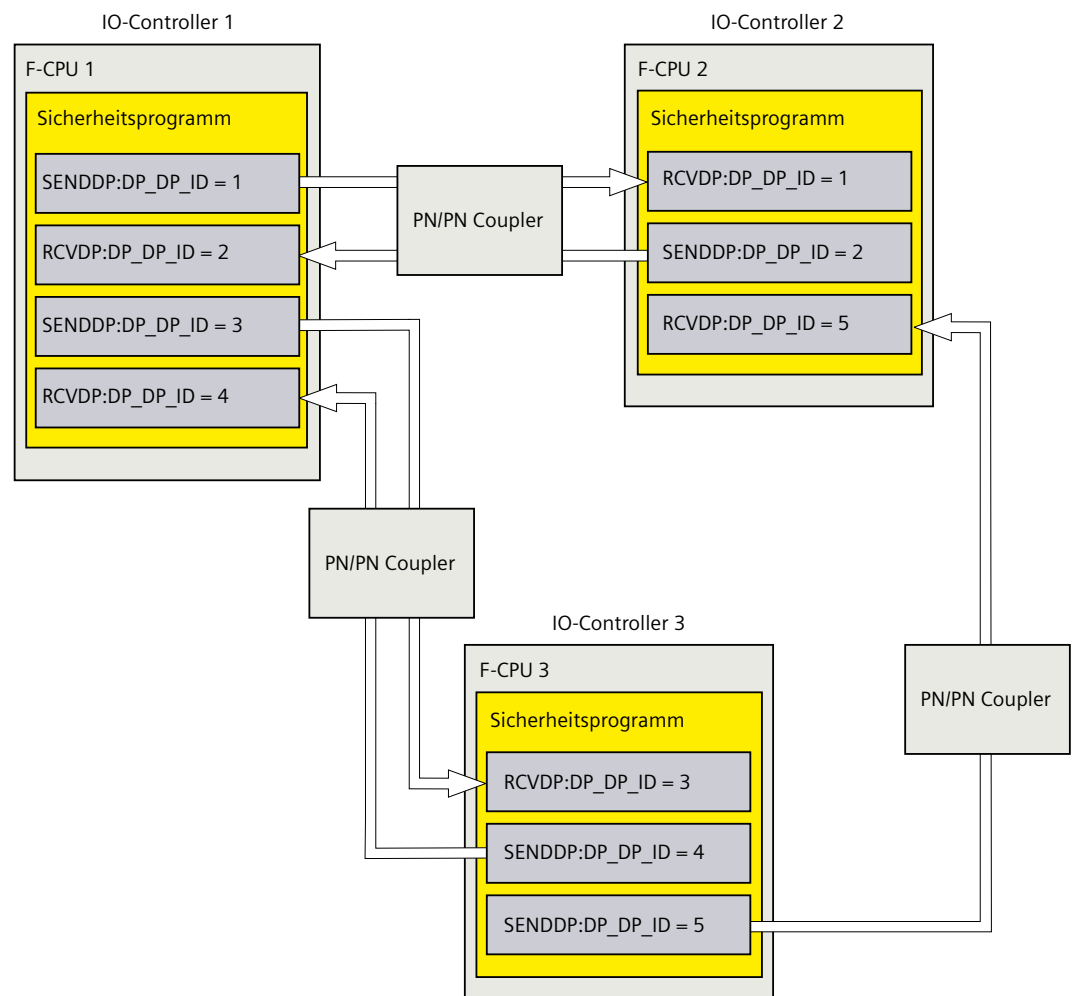 IO-Controller 1
F-CPU 1
Sicherheitsprogramm
SENDDP:DP_DP_ID = 1
RCVDP:DP_DP_ID = 2
SENDDP:DP_DP_ID = 3
RCVDP:DP_DP_ID = 4
PN/PN Coupler
IO-Controller 2
F-CPU 2
Sicherheitsprogramm
RCVDP:DP_DP_ID = 1
SENDDP:DP_DP_ID = 2
RCVDP:DP_DP_ID = 5
PN/PN Coupler
IO-Controller 3
F-CPU 3
Sicherheitsprogramm
RCVDP:DP_DP_ID = 3
SENDDP:DP_DP_ID = 4
SENDDP:DP_DP_ID = 5
PN/PN Coupler